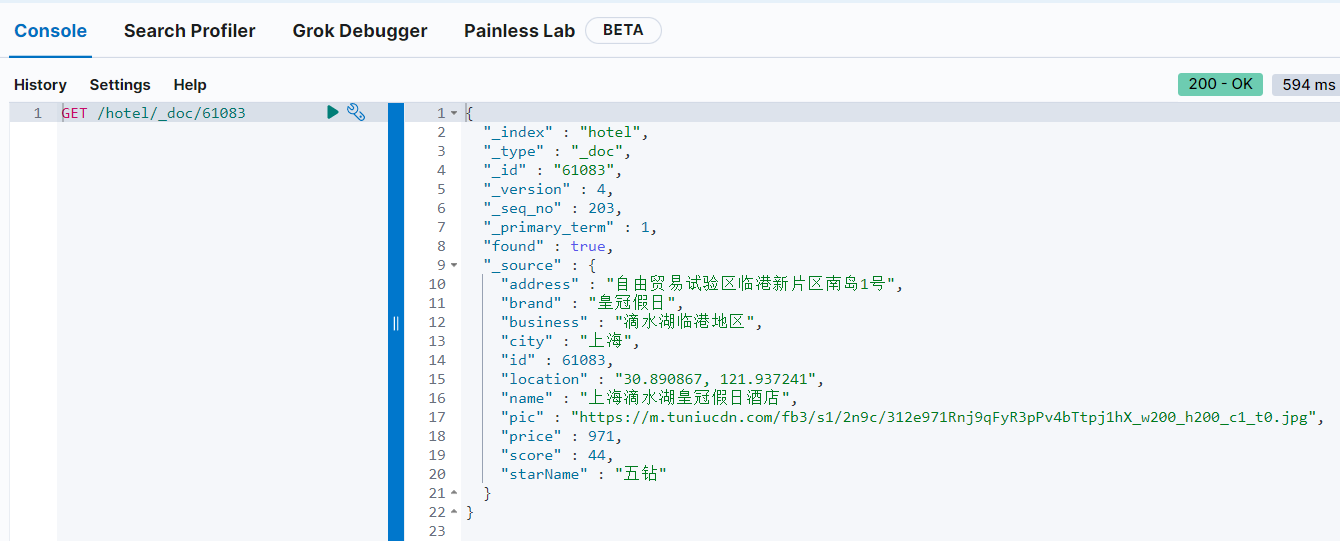 Console Search Profiler Grok Debugger Painless Lab BETA
History Settings Help 200 - OK 594 ms
1 GET /hotel/_doc/61083
1 {
2 "_index" : "hotel",
3 "_type" : "_doc",
4 "_id" : "61083",
5 "_version" : 4,
6 "_seq_no" : 203,
7 "_primary_term" : 1,
8 "found" : true,
9 "_source" : {
10 "address" : "自由贸易试验区临港新片区南岛1号",
11 "brand" : "皇冠假日",
12 "business" : "滴水湖临港地区",
13 "city" : "上海",
14 "id" : 61083,
15 "location" : "30.890867, 121.937241",
16 "name" : "上海滴水湖皇冠假日酒店",
17 "pic" : "https://m.tuniucdn.com/fb3/s1/2n9c/312e971Rnj9qFyR3pPv4bTtpj1hX_w200_h200_c1_t0.jpg",
18 "price" : 971,
19 "score" : 44,
20 "starName" : "五钻"
21 }
22 }
23